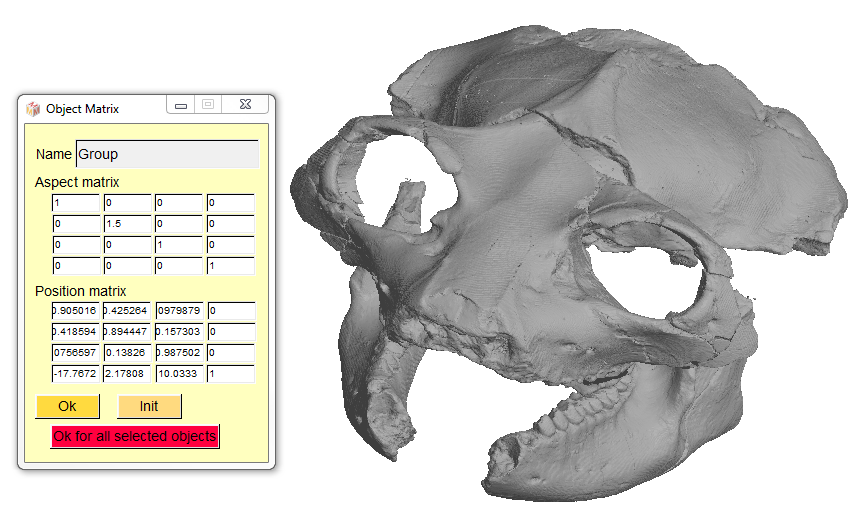 Object Matrix
Name Group
Aspect matrix
1 0 0 0
0 1.5 0 0
0 0 1 0
0 0 0 1
Position matrix
0.905016 0.425264 0979879 0
0.418594 0.894447 0.157303 0
0756597 0.13826 0.987502 0
-17.7672 2.17808 10.0333 1
Ok Init
Ok for all selected objects